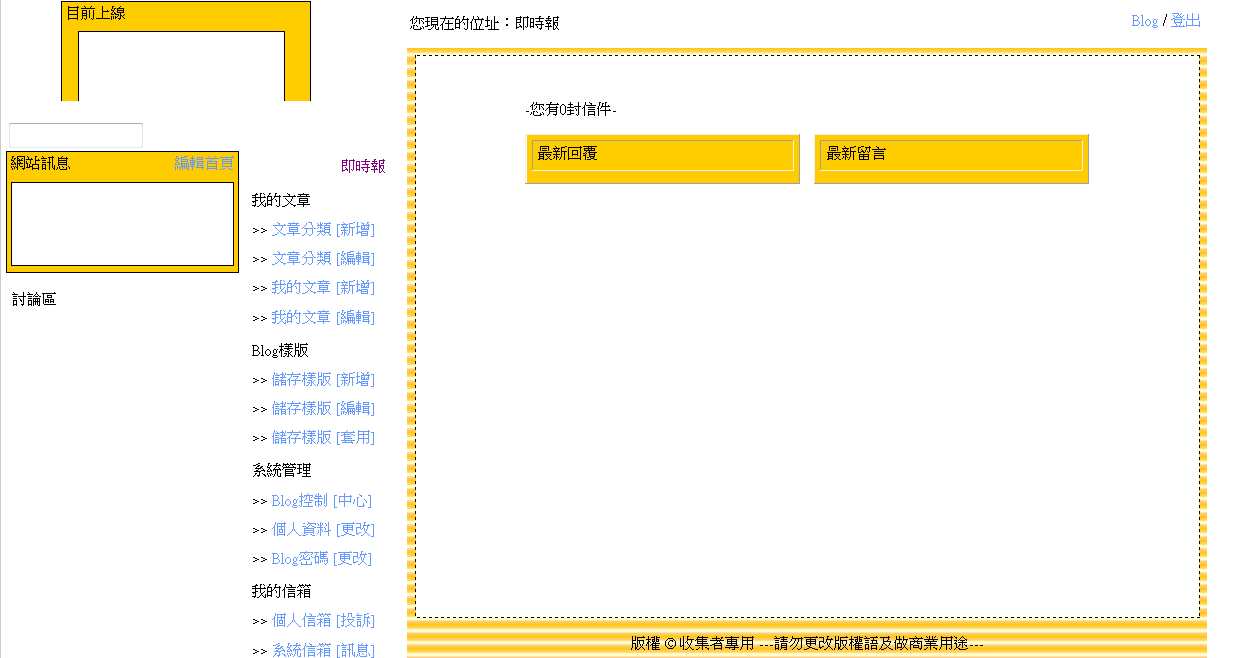 目前上線
網站訊息 編輯首頁
討論區
即時報
我的文章
>> 文章分類 [新增]
>> 文章分類 [編輯]
>> 我的文章 [新增]
>> 我的文章 [編輯]
Blog樣版
>> 儲存樣版 [新增]
>> 儲存樣版 [編輯]
>> 儲存樣版 [套用]
系統管理
>> Blog控制 [中心]
>> 個人資料 [更改]
>> Blog密碼 [更改]
我的信箱
>> 個人信箱 [投訴]
>> 系統信箱 [訊息]
您現在的位址：即時報
Blog / 登出
-您有0封信件-
最新回覆
最新留言
版權 © 收集者專用 ---請勿更改版權語及做商業用途---